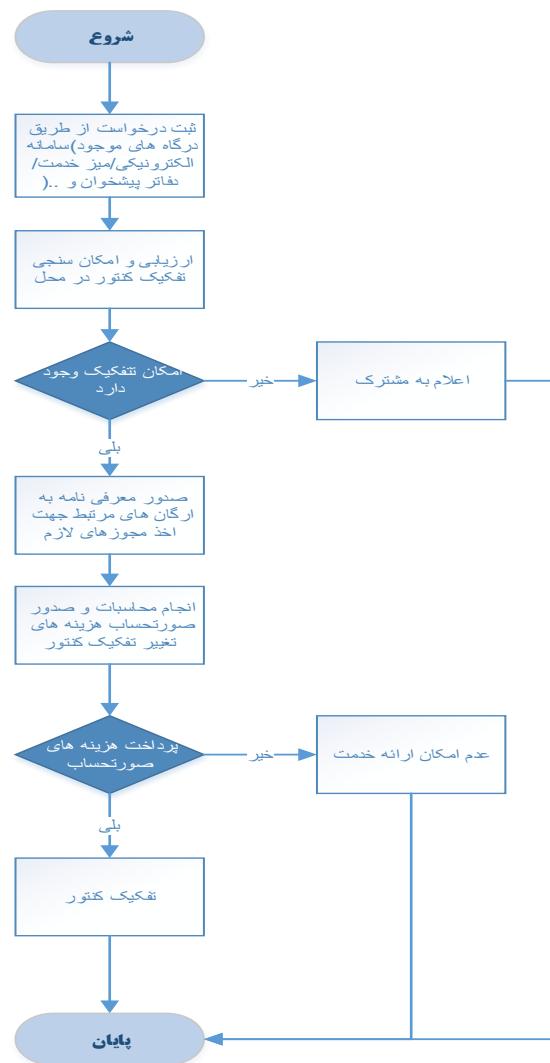 شروع
ثبت درخواست از طریق
درگاه های موجود)سامانه
الکترونیکی/میز خدمت/
دفاتر پیشخوان و ..(
ارزیابی و امکان سنجی
تفکیک کنتور در محل
امکان تتفکیک وجود
دارد
خیر
اعلام به مشترک
بلی
صدور معرفی نامه به
ارگان های مرتبط جهت
اخذ مجوزهای لازم
انجام محاسبات و صدور
صورتحساب هزینه های
تغییر تفکیک کنتور
پرداخت هزینه های
صورتحساب
خیر
عدم امکان ارائه خدمت
بلی
تفکیک کنتور
پایان